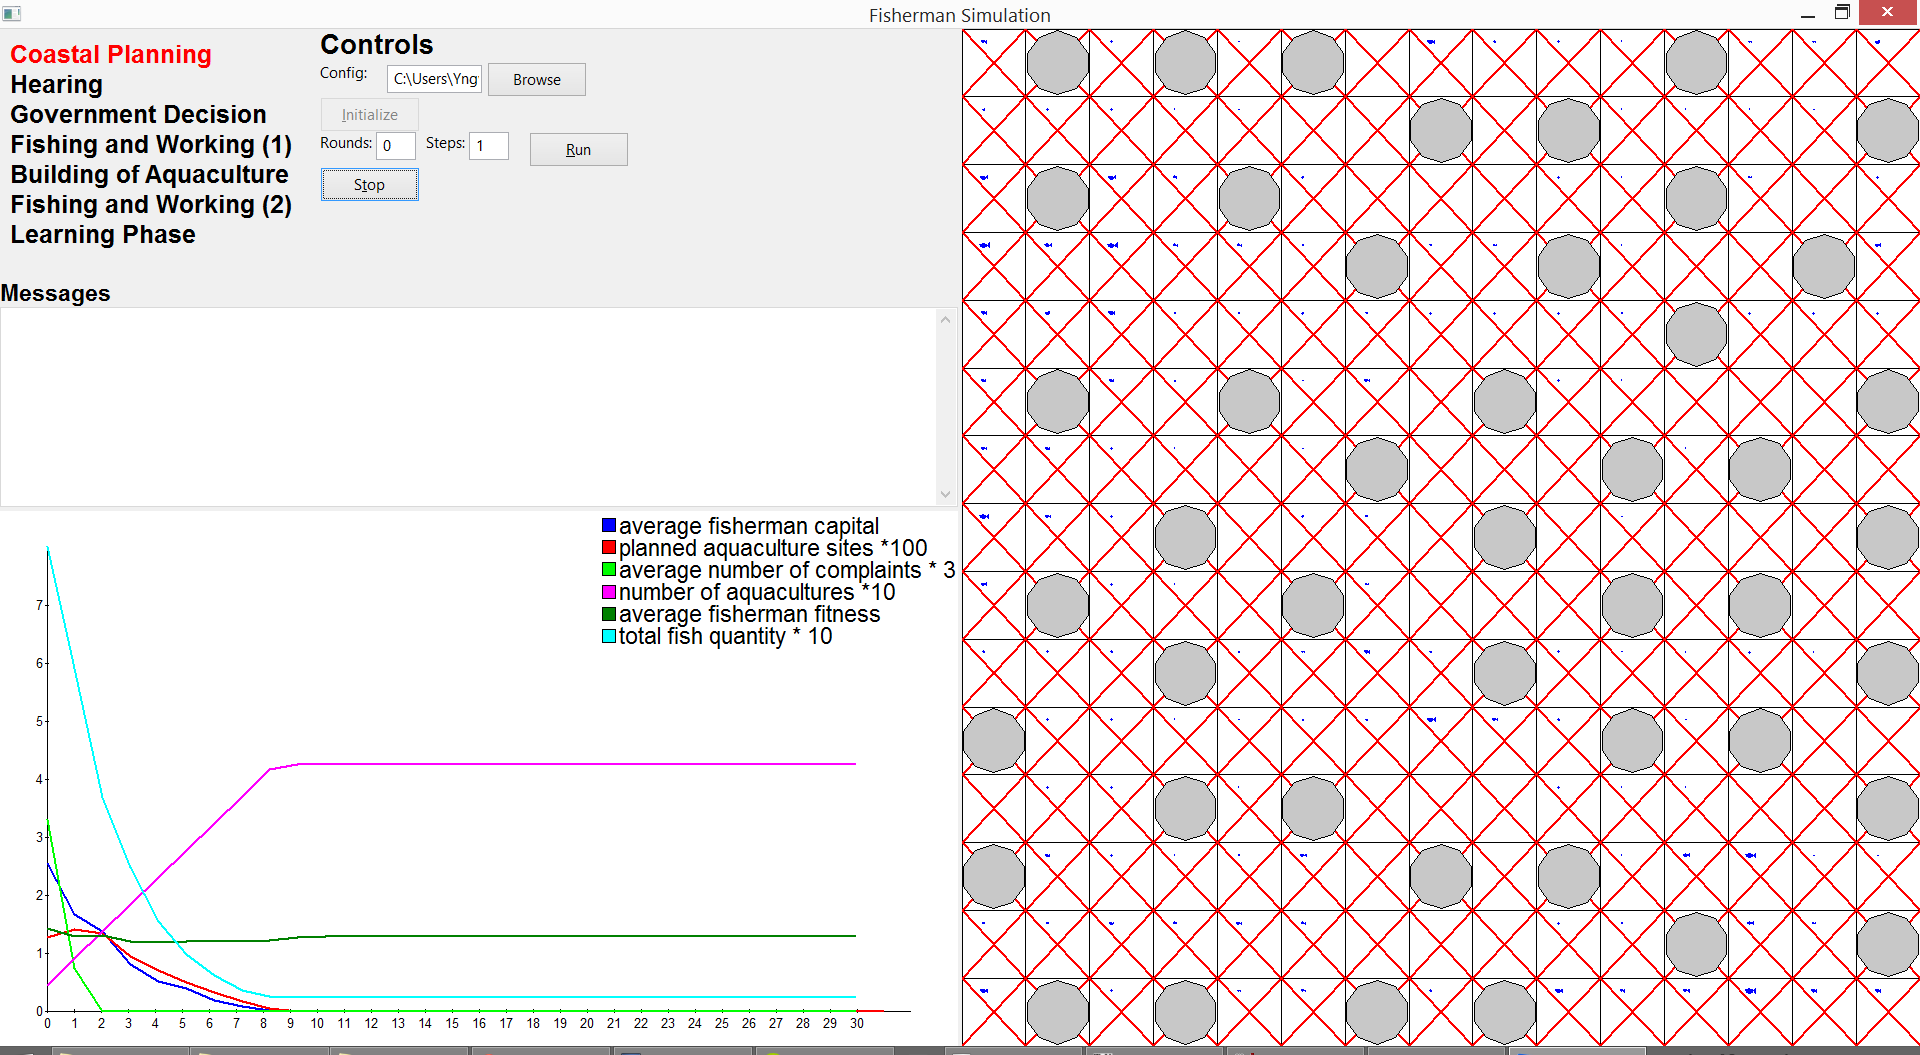 Fisherman Simulation
Coastal Planning
Hearing
Government Decision
Fishing and Working (1)
Building of Aquaculture
Fishing and Working (2)
Learning Phase
Controls
Config: C:\Users\Yng Browse
Initialize
Rounds: 0 Steps: 1 Run
Stop
Messages
average fisherman capital
planned aquaculture sites *100
average number of complaints * 3
number of aquacultures *10
average fisherman fitness
total fish quantity * 10
7
6
5
4
3
2
1
0
0 1 2 3 4 5 6 7 8 9 10 11 12 13 14 15 16 17 18 19 20 21 22 23 24 25 26 27 28 29 30